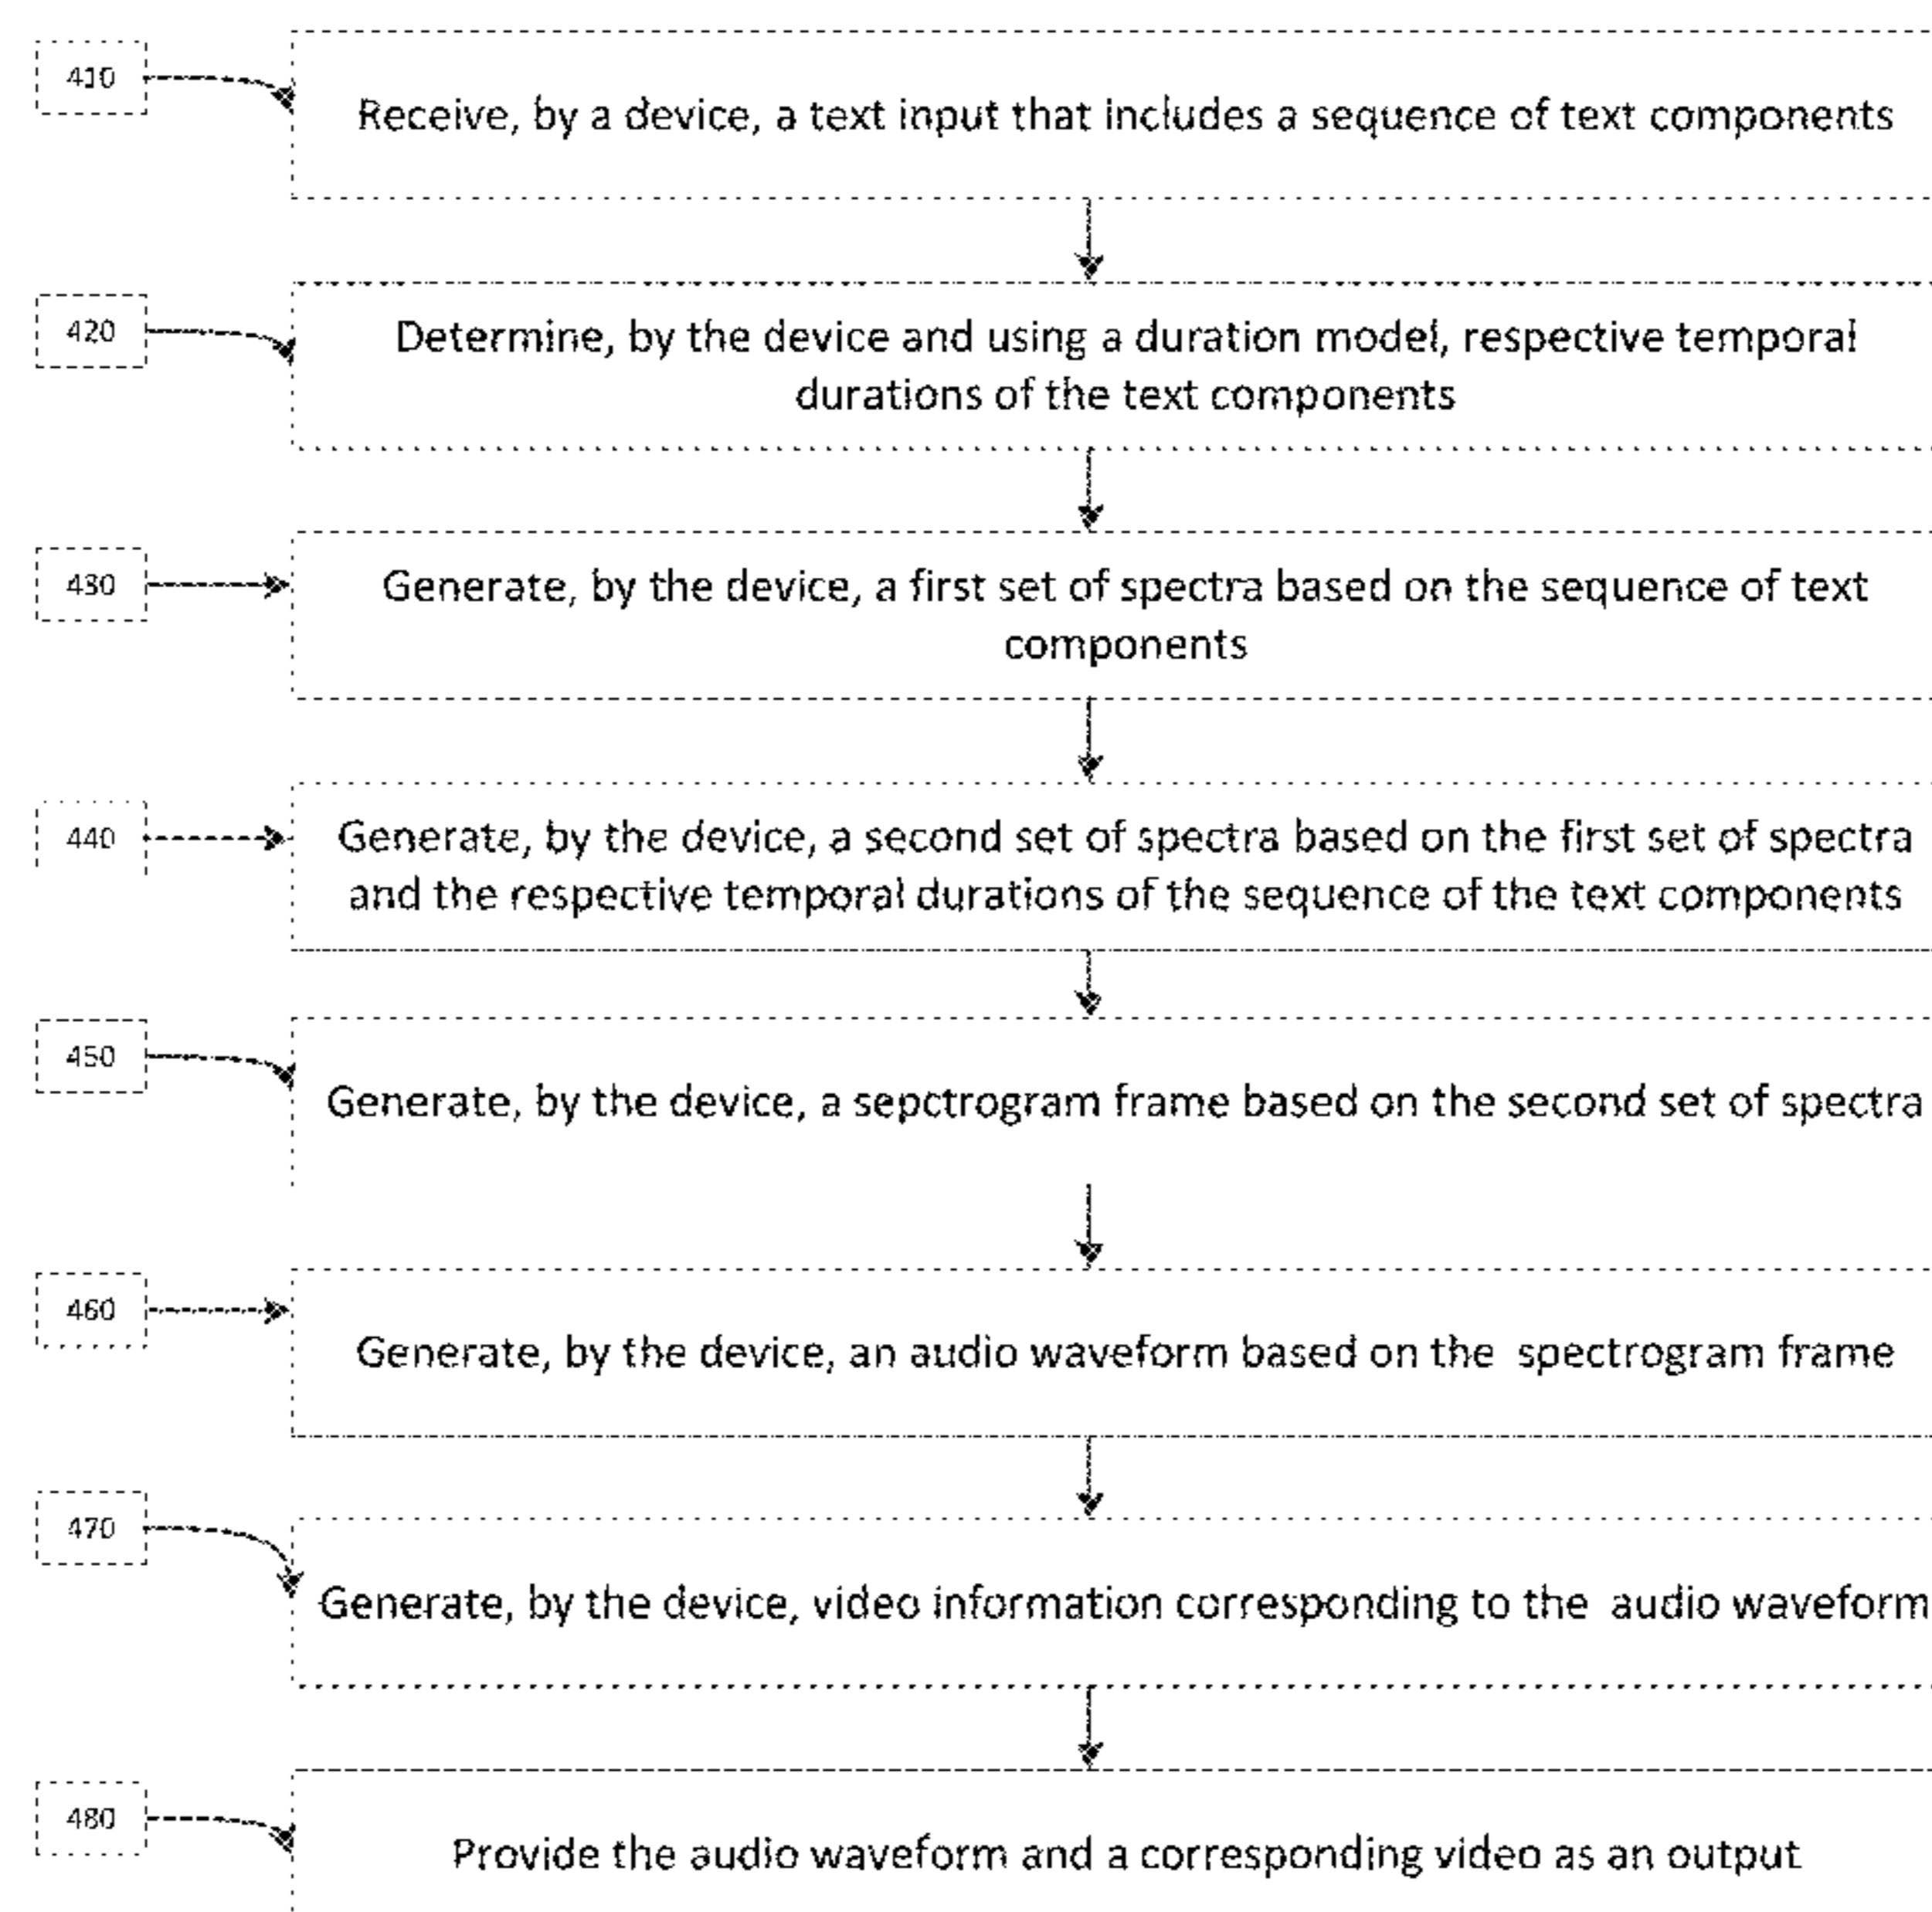 410
Receive, by a device, a text input that includes a sequence of text components
420
Determine, by the device and using a duration model, respective temporal
durations of the text components
430
Generate, by the device, a first set of spectra based on the sequence of text
components
440
Generate, by the device, a second set of spectra based on the first set of spectra
and the respective temporal durations of the sequence of the text components
450
Generate, by the device, a sepctrogram frame based on the second set of spectra
460
Generate, by the device, an audio waveform based on the spectrogram frame
470
Generate, by the device, video information corresponding to the audio waveform
480
Provide the audio waveform and a corresponding video as an output